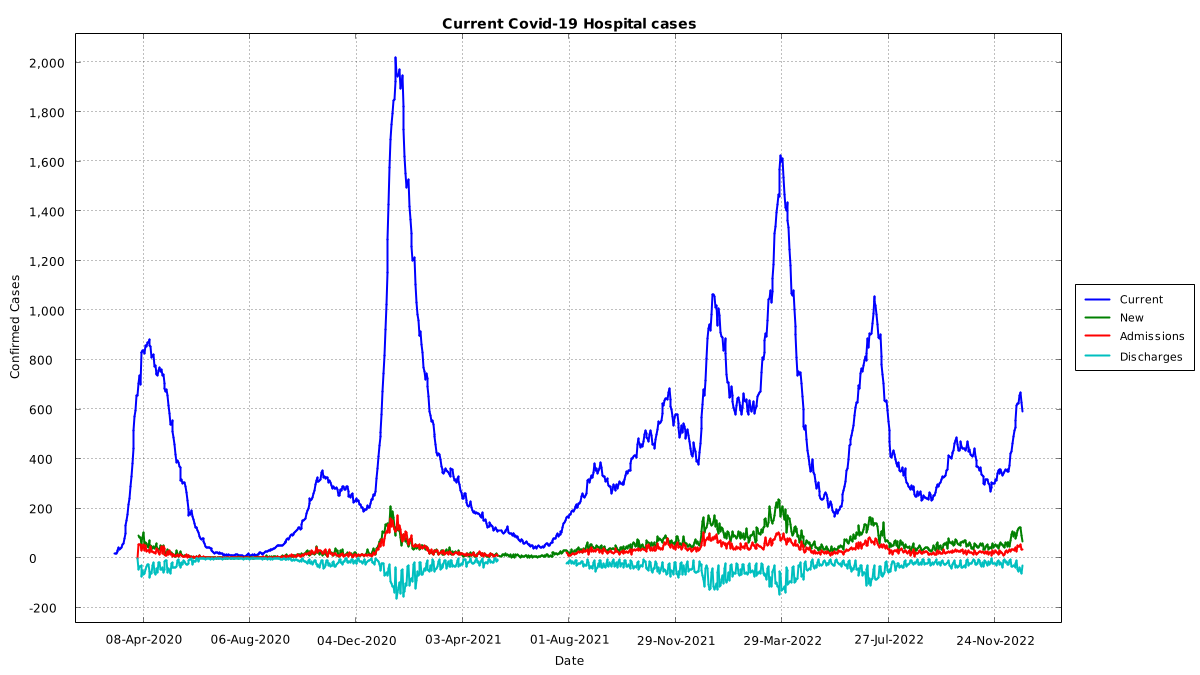 Current Covid-19 Hospital cases
2,000
1,800
1,600
1,400
1,200
1,000
800
600
400
200
0
-200
Confirmed Cases
08-Apr-2020 06-Aug-2020 04-Dec-2020 03-Apr-2021 01-Aug-2021 29-Nov-2021 29-Mar-2022 27-Jul-2022 24-Nov-2022
Date
Current
New
Admissions
Discharges